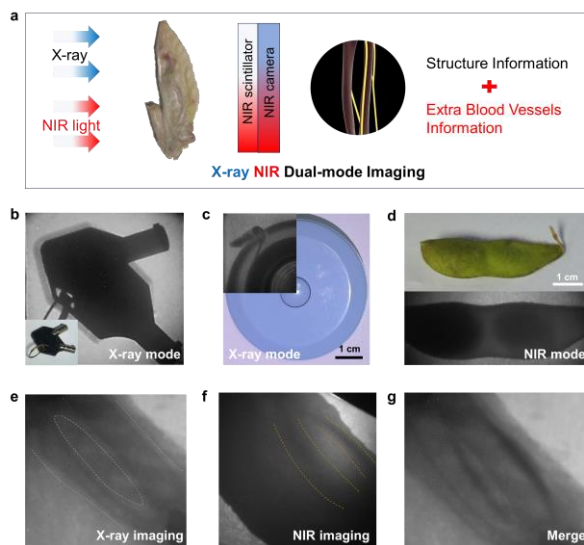 a
X-ray
NIR light
NIR scintillator
NIR camera
Structure Information
+
Extra Blood Vessels
Information
X-ray NIR Dual-mode Imaging
b
X-ray mode
c
X-ray mode
1 cm
d
1 cm
NIR mode
e
X-ray imaging
f
NIR imaging
g
Merge